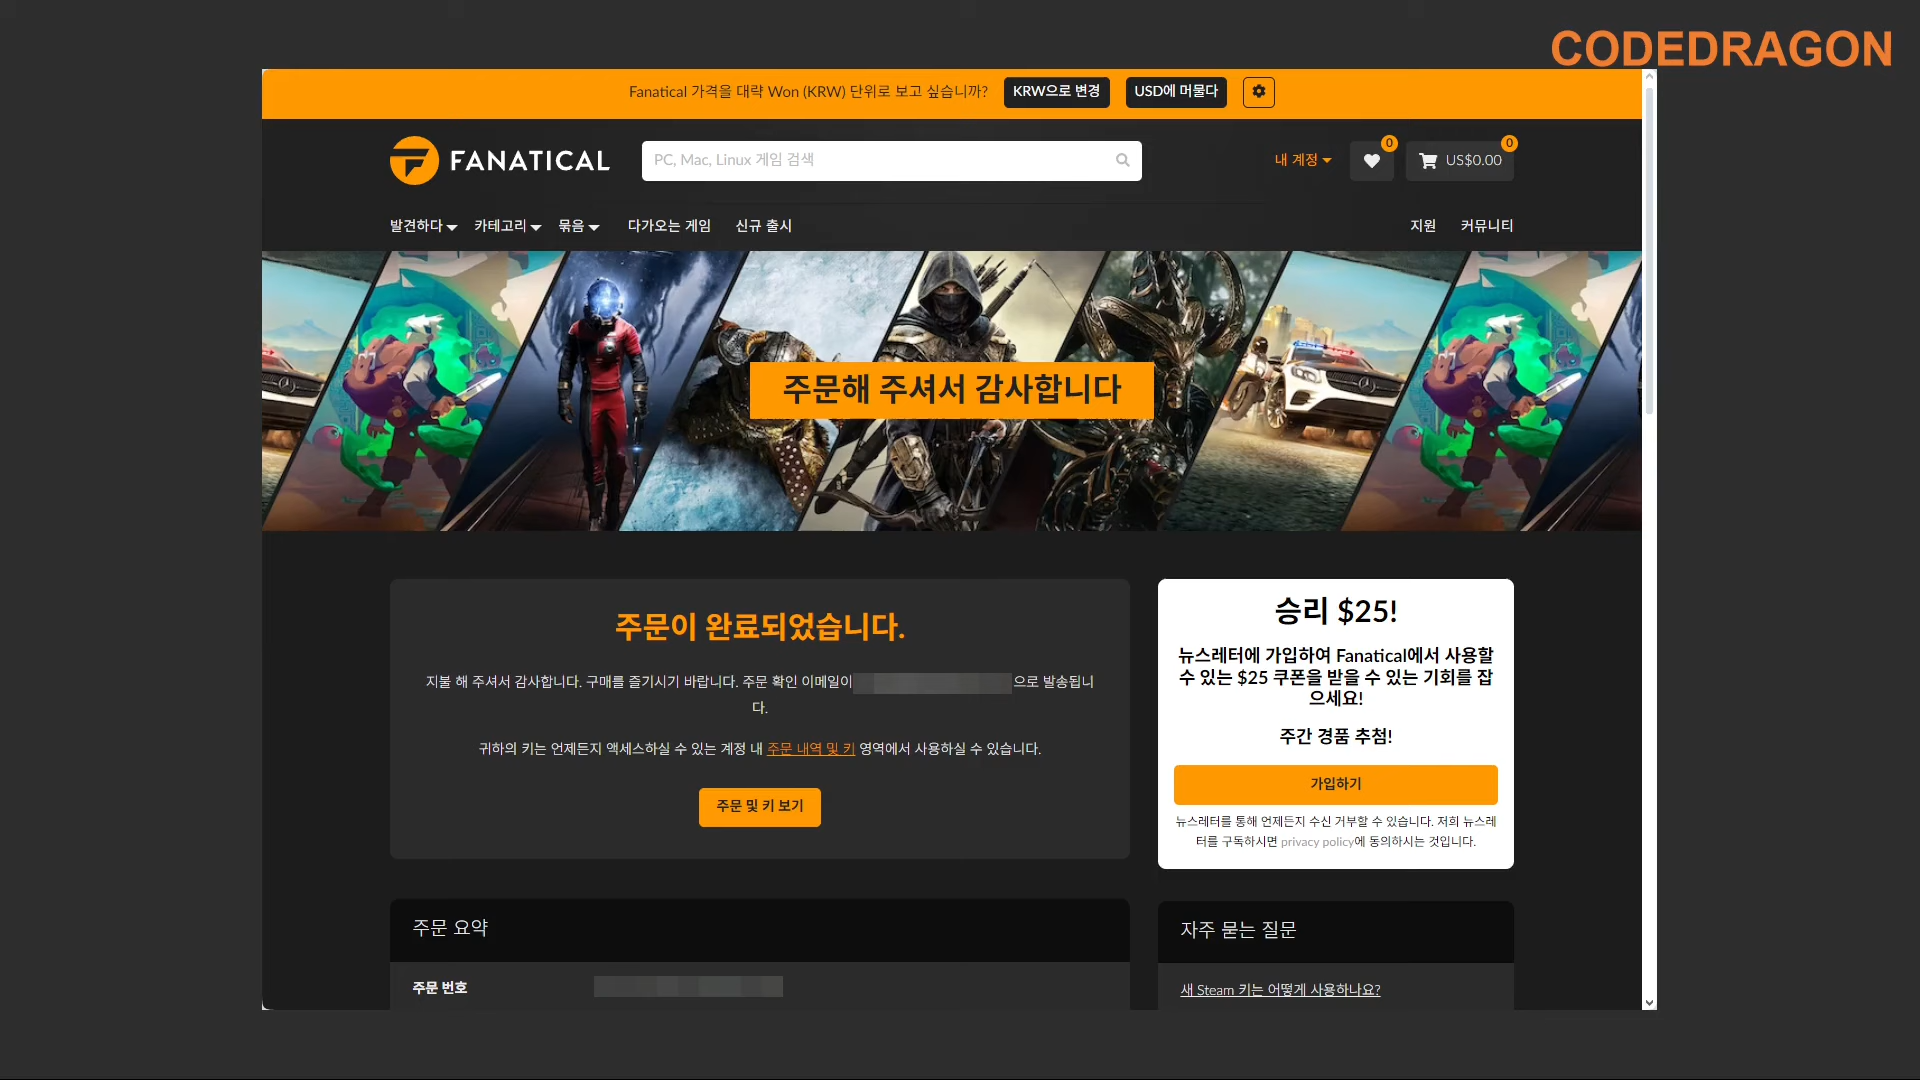 CODEDRAGON
Fanatical 가격을 대략 Won (KRW) 단위로 보고 싶습니까? KRW으로 변경 USD에 머물다
FANATICAL
PC, Mac, Linux 게임 검색
내 계정
0
US$0.00
0
발견하다 카테고리 묶음 다가오는 게임 신규 출시 지원 커뮤니티
주문해 주셔서 감사합니다
주문이 완료되었습니다.
지불 해 주셔서 감사합니다. 구매를 즐기시기 바랍니다. 주문 확인 이메일이 으로 발송됩니
다.
귀하의 키는 언제든지 액세스하실 수 있는 계정 내 주문 내역 및 키 영역에서 사용하실 수 있습니다.
주문 및 키 보기
승리 $25!
뉴스레터에 가입하여 Fanatical에서 사용할
수 있는 $25 쿠폰을 받을 수 있는 기회를 잡
으세요!
주간 경품 추첨!
가입하기
뉴스레터를 통해 언제든지 수신 거부할 수 있습니다. 저희 뉴스레
터를 구독하시면 privacy policy에 동의하시는 것입니다.
주문 요약
주문 번호
자주 묻는 질문
새 Steam 키는 어떻게 사용하나요?